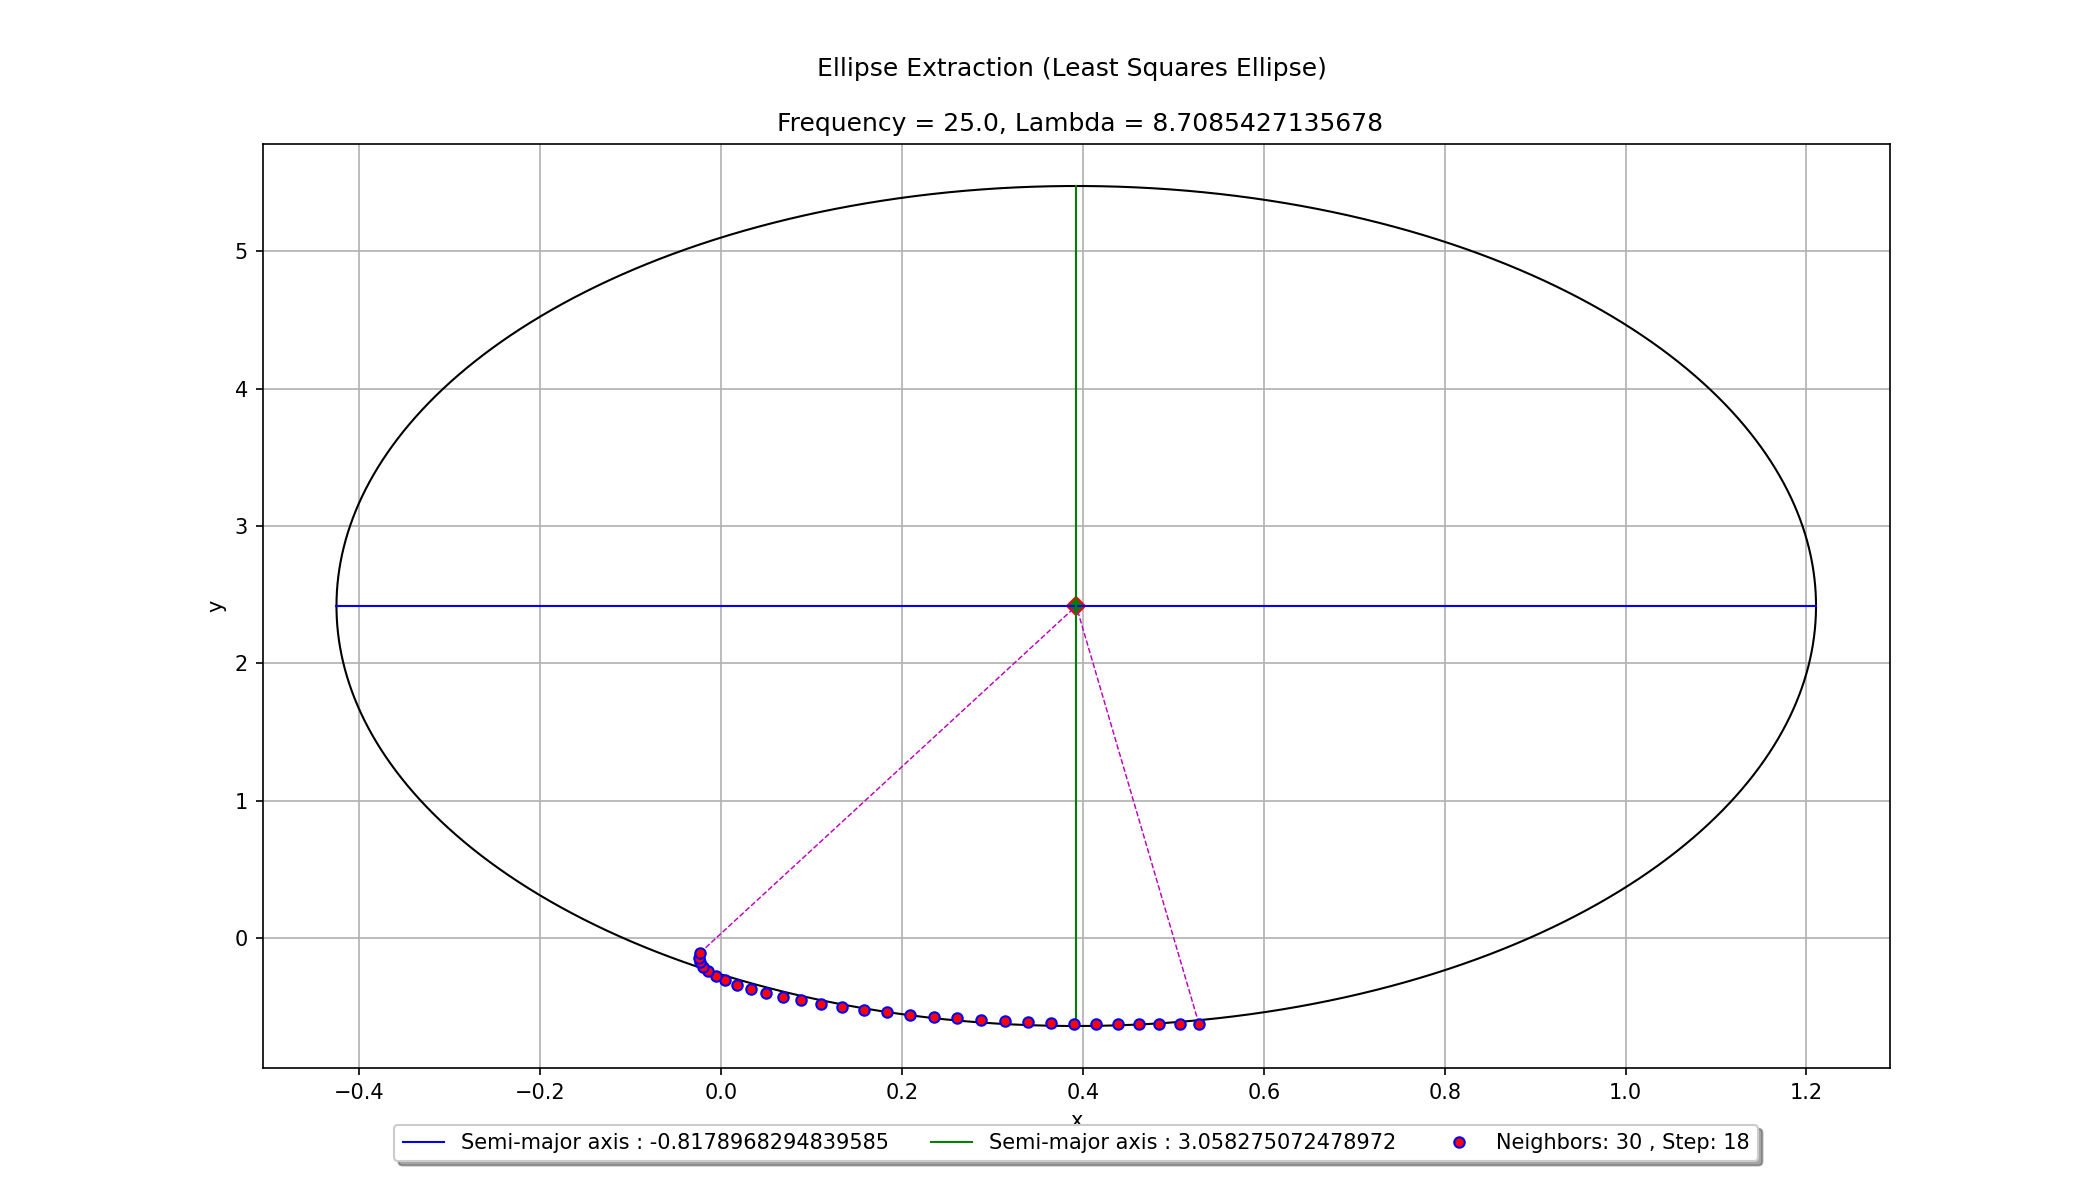 Ellipse Extraction (Least Squares Ellipse)
Frequency = 25.0, Lambda = 8.7085427135678
5
4
3
2
1
0
y
−0.4 −0.2 0.0 0.2 0.4 0.6 0.8 1.0 1.2
x
Semi-major axis : -0.8178968294839585 Semi-major axis : 3.058275072478972 Neighbors: 30 , Step: 18